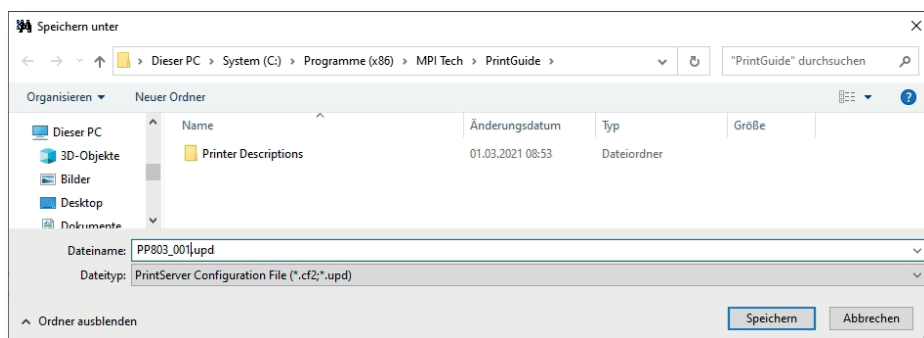 Speichern unter
Dieser PC > System (C:) > Programme (x86) > MPI Tech > PrintGuide > "PrintGuide" durchsuchen
Organisieren Neuer Ordner
Dieser PC
3D-Objekte
Bilder
Desktop
Dokumente
Name Änderungsdatum Typ Größe
Printer Descriptions 01.03.2021 08:53 Dateiordner
Dateiname: PP803_001.upd
Dateityp: PrintServer Configuration File (*.cf2;*.upd)
Ordner ausblenden Speichern Abbrechen